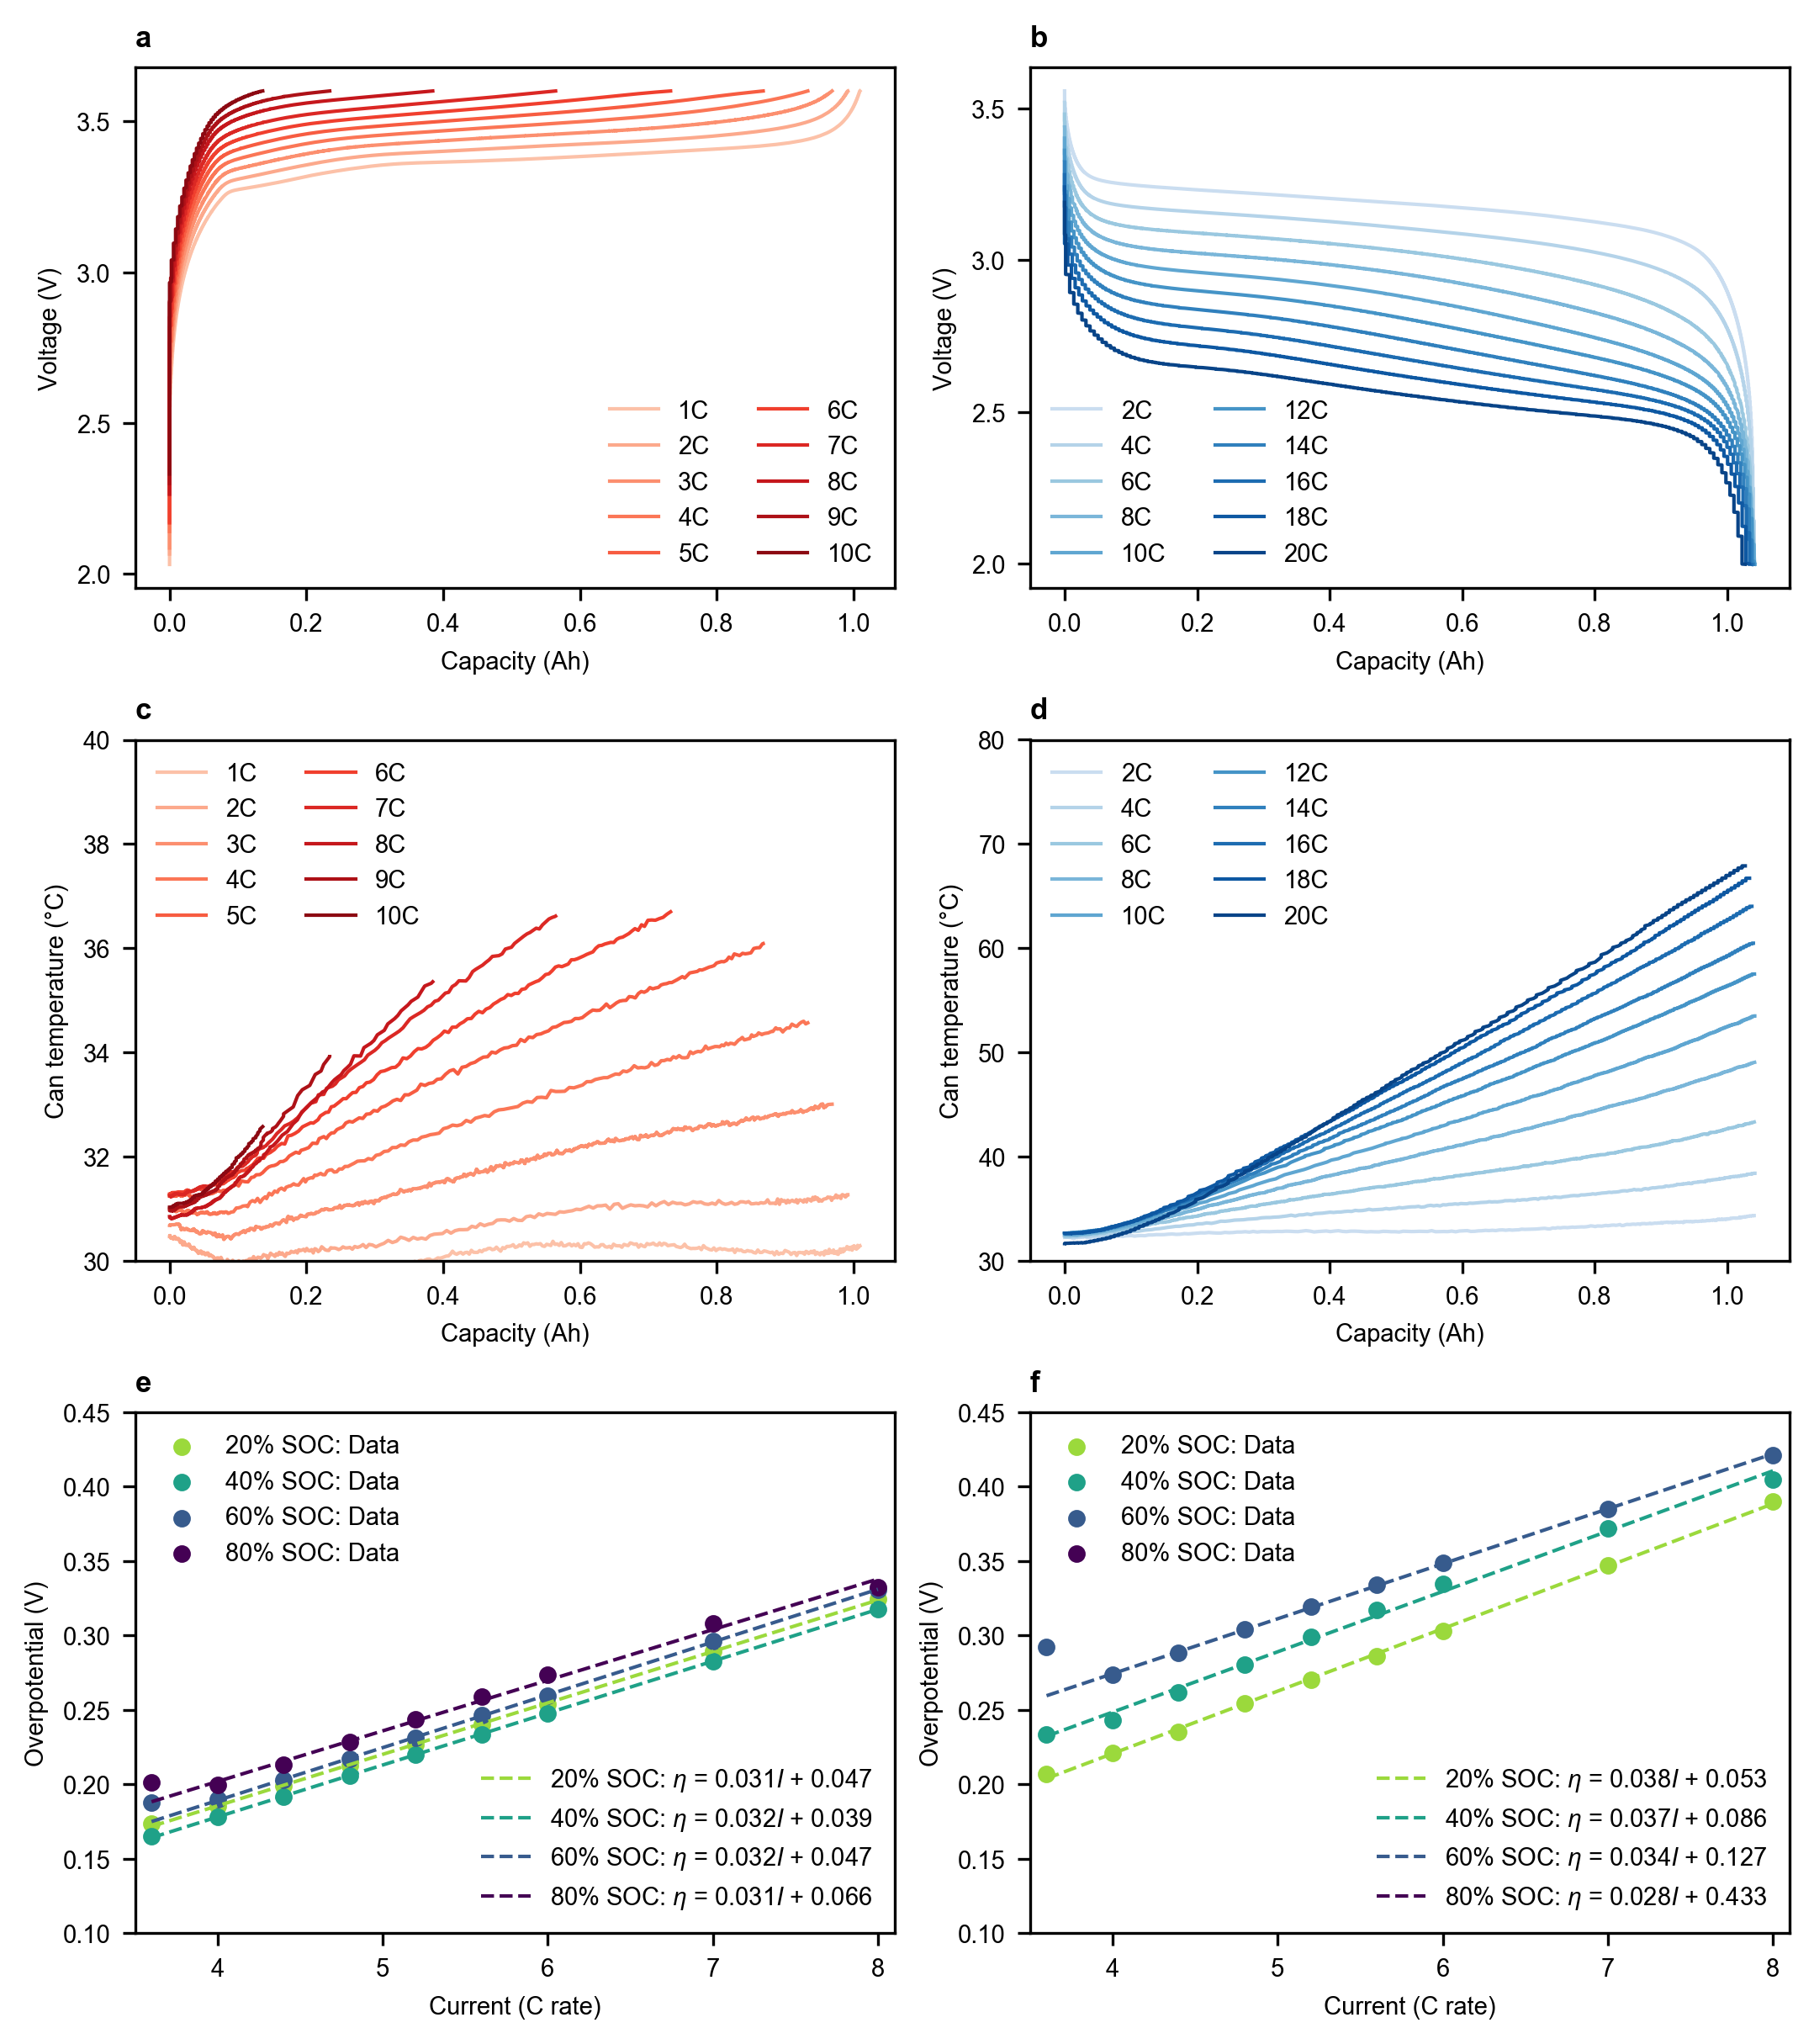 a
3.5
3.0
2.5
2.0
Voltage (V)
1C
2C
3C
4C
5C
6C
7C
8C
9C
10C
0.0 0.2 0.4 0.6 0.8 1.0
Capacity (Ah)
b
3.5
3.0
2.5
2.0
Voltage (V)
2C
4C
6C
8C
10C
12C
14C
16C
18C
20C
0.0 0.2 0.4 0.6 0.8 1.0
Capacity (Ah)
c
40
38
36
34
32
30
Can temperature (°C)
1C
2C
3C
4C
5C
6C
7C
8C
9C
10C
0.0 0.2 0.4 0.6 0.8 1.0
Capacity (Ah)
d
80
70
60
50
40
30
Can temperature (°C)
2C
4C
6C
8C
10C
12C
14C
16C
18C
20C
0.0 0.2 0.4 0.6 0.8 1.0
Capacity (Ah)
e
0.45
0.40
0.35
0.30
0.25
0.20
0.15
0.10
Overpotential (V)
20% SOC: Data
40% SOC: Data
60% SOC: Data
80% SOC: Data
20% SOC: η = 0.031I + 0.047
40% SOC: η = 0.032I + 0.039
60% SOC: η = 0.032I + 0.047
80% SOC: η = 0.031I + 0.066
4 5 6 7 8
Current (C rate)
f
0.45
0.40
0.35
0.30
0.25
0.20
0.15
0.10
Overpotential (V)
20% SOC: Data
40% SOC: Data
60% SOC: Data
80% SOC: Data
20% SOC: η = 0.038I + 0.053
40% SOC: η = 0.037I + 0.086
60% SOC: η = 0.034I + 0.127
80% SOC: η = 0.028I + 0.433
4 5 6 7 8
Current (C rate)